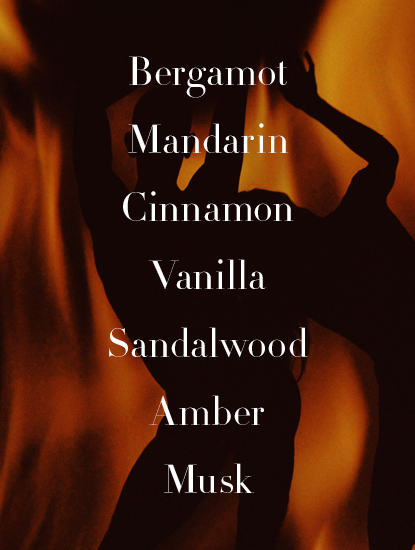 Bergamot
Mandarin
Cinnamon
Vanilla
Sandalwood
Amber
Musk